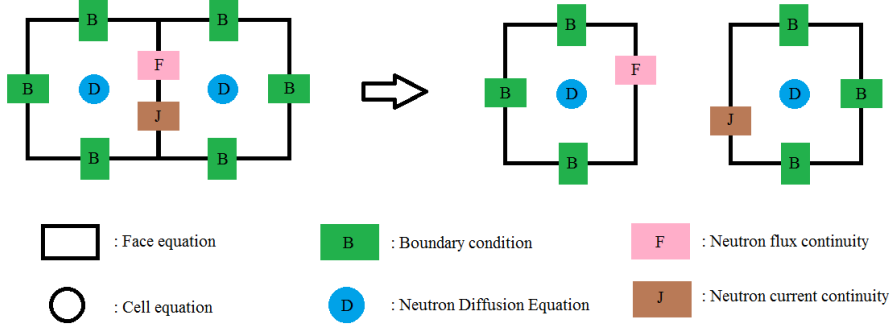 B B
F
B D D B
J
B B
B
F
B D
B
B
D B
J
B
: Face equation
B : Boundary condition
F : Neutron flux continuity
: Cell equation
D : Neutron Diffusion Equation
J : Neutron current continuity